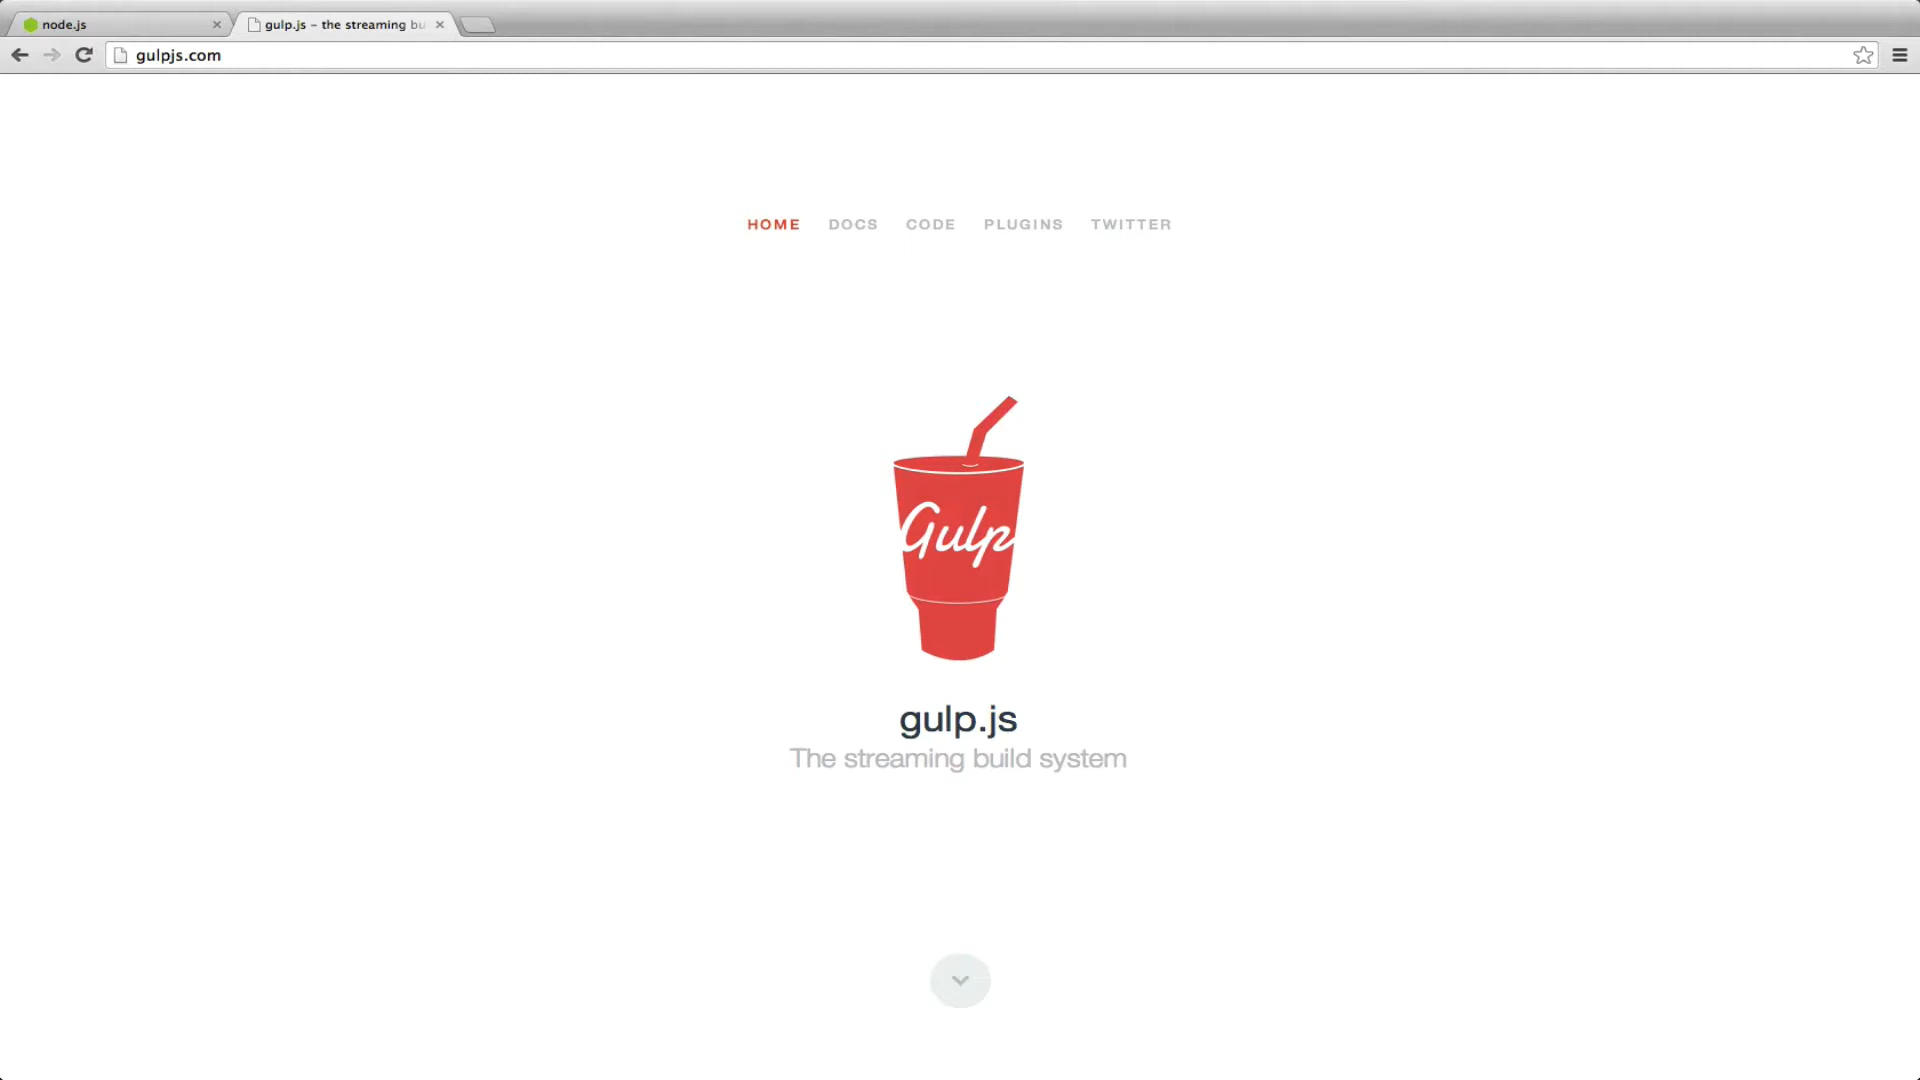 node.js
gulp.js – the streaming bu
gulpjs.com
HOME DOCS CODE PLUGINS TWITTER
Gulp
gulp.js
The streaming build system